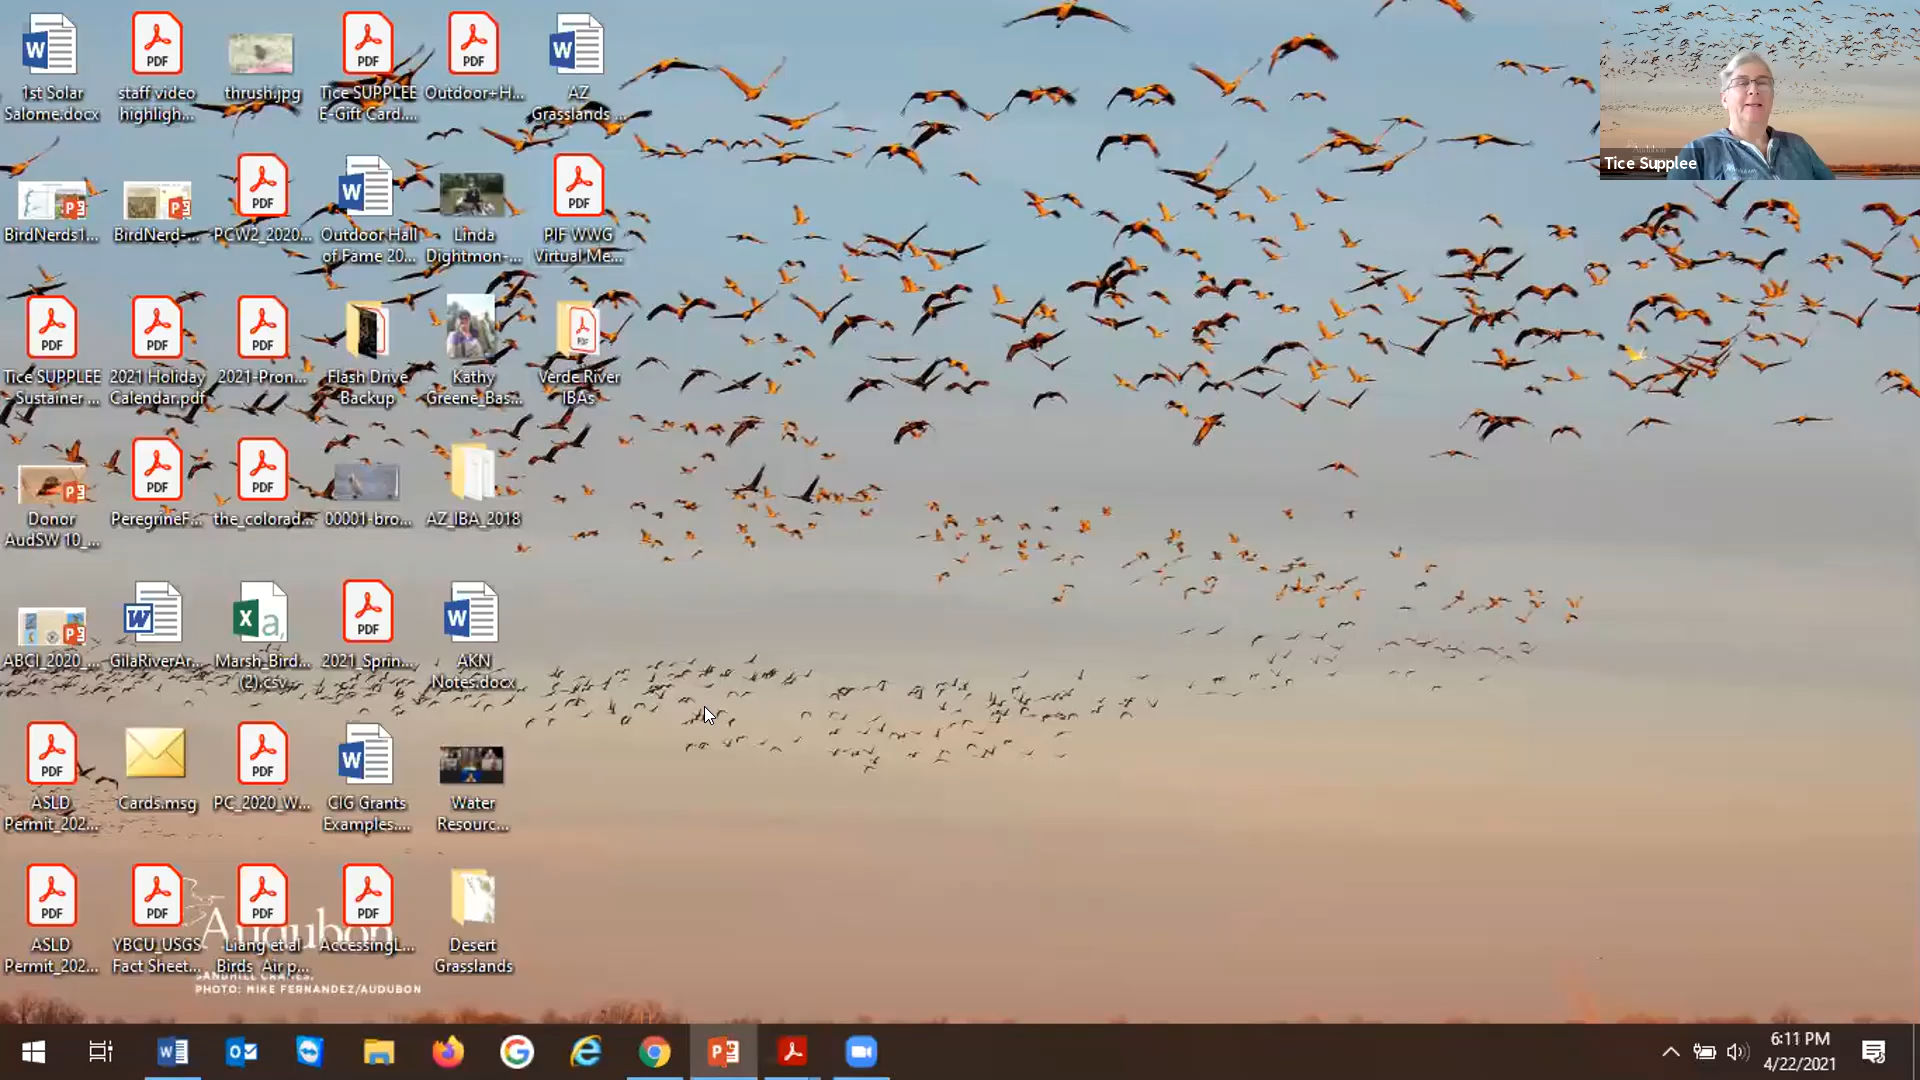 1st Solar
Salome.docx
staff video
highligh...
thrush.jpg
Tice SUPPLEE
E-Gift Card....
Outdoor+H...
AZ
Grasslands ...
Tice Supplee
BirdNerds1...
BirdNerd-...
PCW2_2020...
Outdoor Hall
of Fame 20...
Linda
Dightmon-...
PIF WWG
Virtual Me...
Tice SUPPLEE
- Sustainer ...
2021 Holiday
Calendar.pdf
2021-Pron...
Flash Drive
Backup
Kathy
Greene_Bas...
Verde River
IBAs
Donor
AudSW 10_...
PeregrineF...
the_colorad...
00001-bro...
AZ_IBA_2018
ABCI_2020_...
GilaRiverAr...
Marsh_Bird...
(2).csv
2021_Sprin...
AKN
Notes.docx
ASLD
Permit_202...
Cards.msg
PC_2020_W...
CIG Grants
Examples....
Water
Resourc...
ASLD
Permit_202...
YBCU_USGS
Fact Sheet...
Liang et al
Birds_Air p...
AccessingL...
Desert
Grasslands
Audubon
SANDHILL CRANES.
PHOTO: MIKE FERNANDEZ/AUDUBON
6:11 PM
4/22/2021